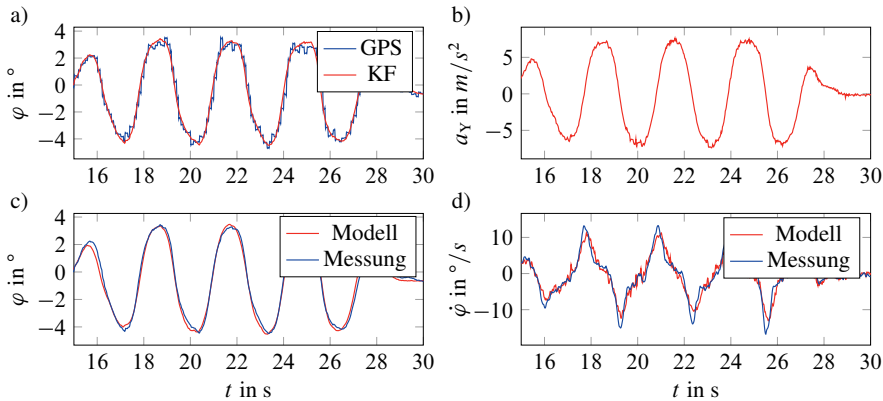 a)
φ in °
4
2
0
−2
−4
16 18 20 22 24 26 28 30
GPS
KF
b)
a_Y in m/s²
5
0
−5
16 18 20 22 24 26 28 30
c)
φ in °
4
2
0
−2
−4
16 18 20 22 24 26 28 30
t in s
Modell
Messung
d)
φ̇ in °/s
10
0
−10
16 18 20 22 24 26 28 30
t in s
Modell
Messung